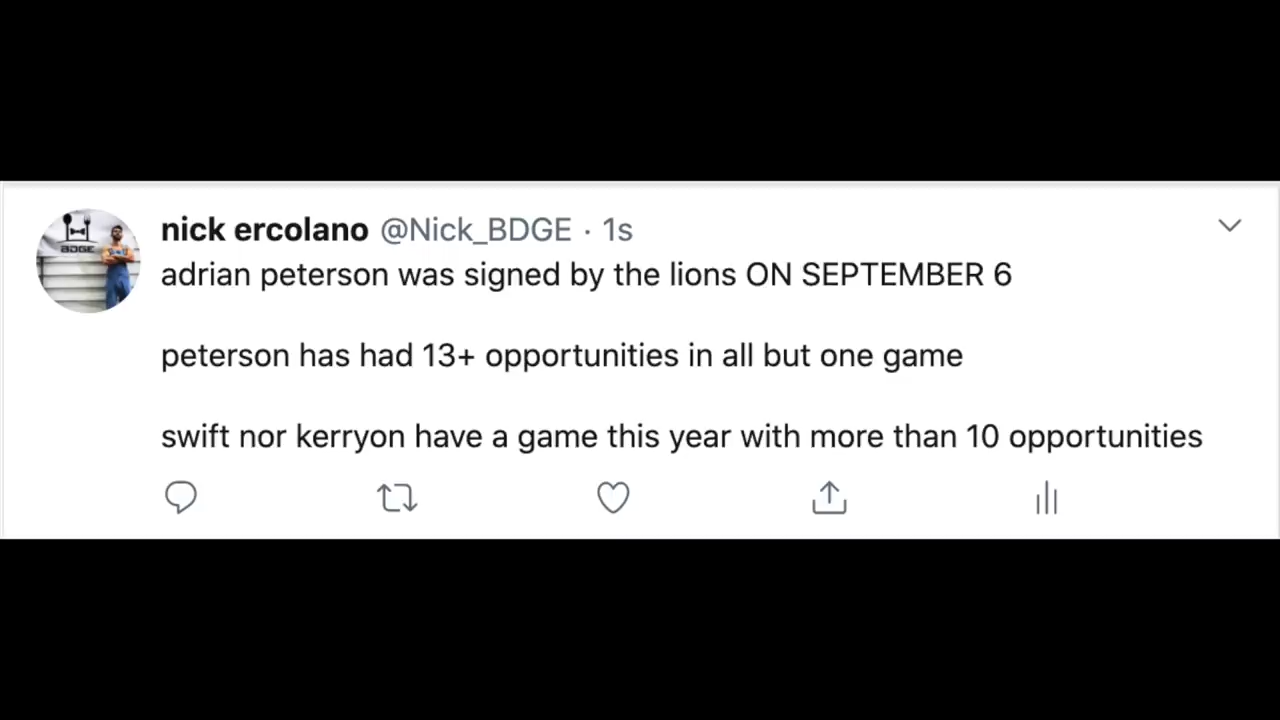 BDGE
nick ercolano @Nick_BDGE · 1s
adrian peterson was signed by the lions ON SEPTEMBER 6
peterson has had 13+ opportunities in all but one game
swift nor kerryon have a game this year with more than 10 opportunities